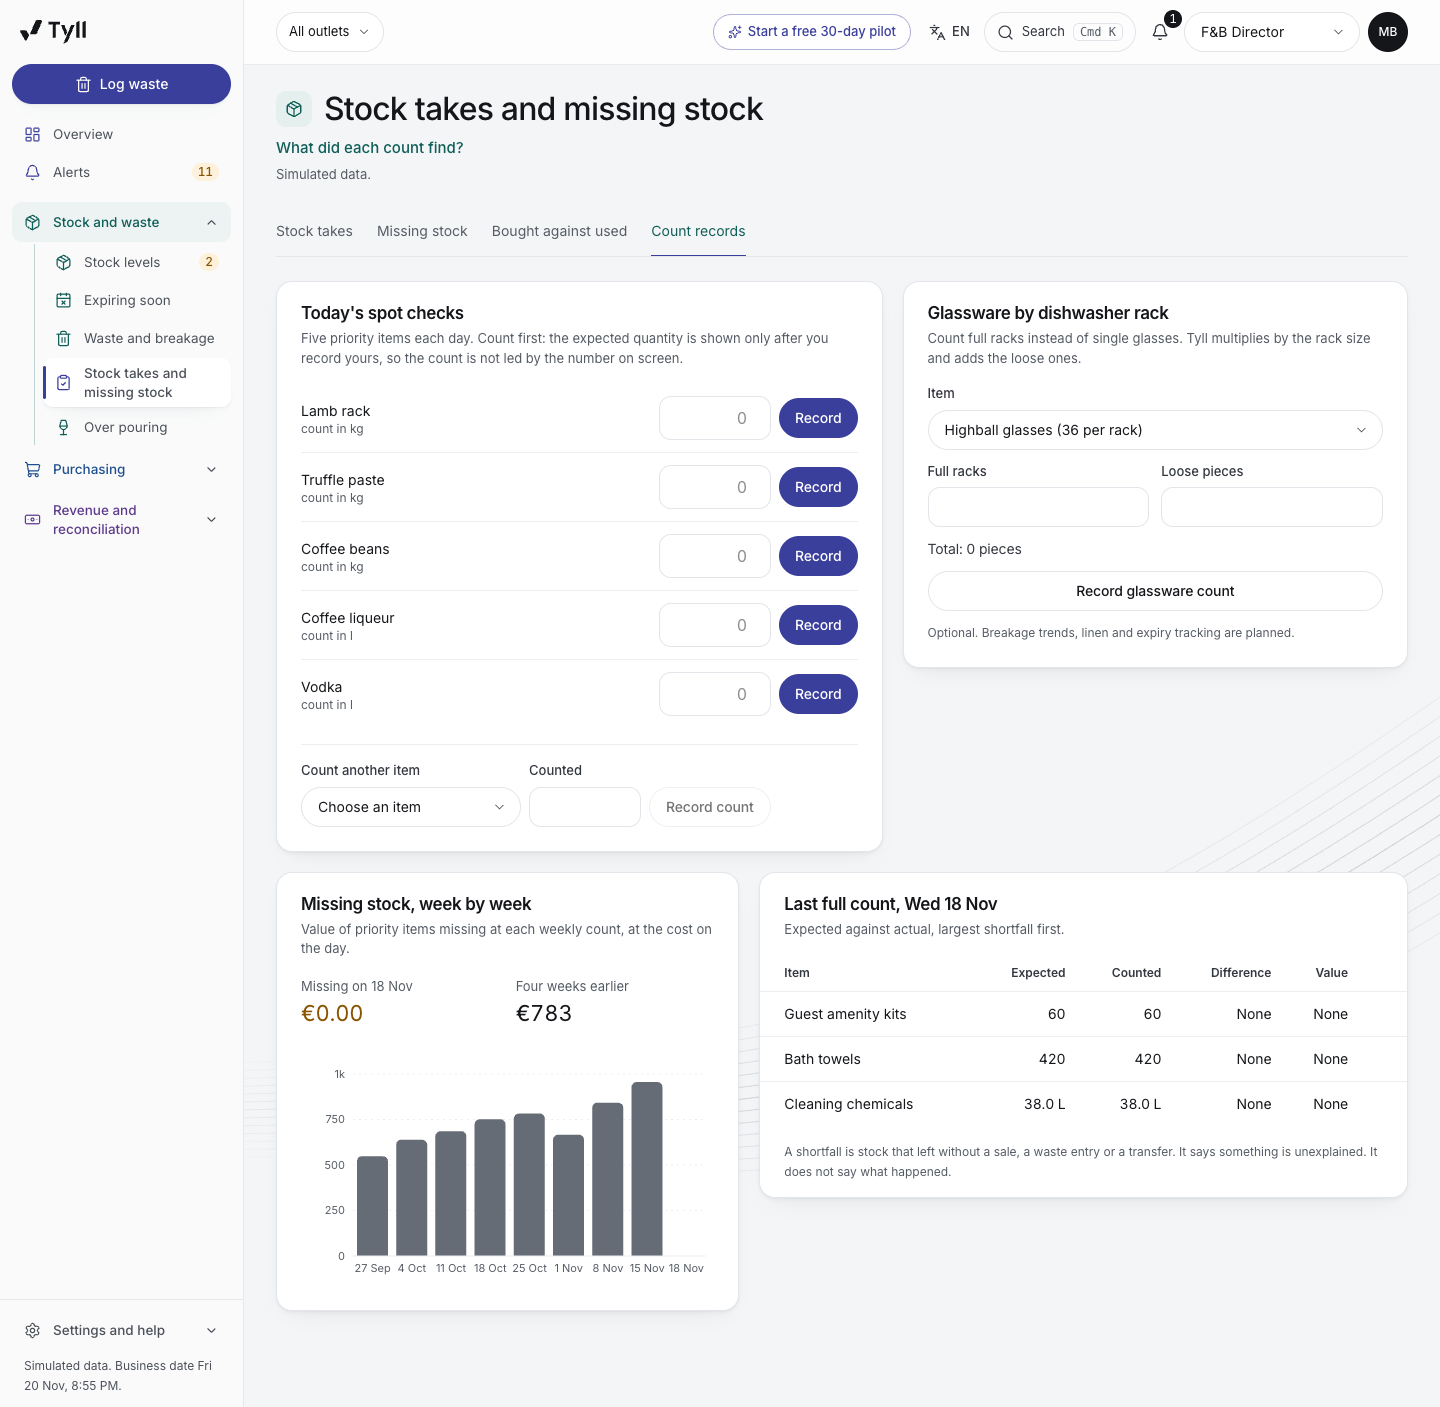 Tyll
All outlets
Start a free 30-day pilot
EN
Search
Cmd K
1
F&B Director
MB
Log waste
Overview
Alerts
11
Stock and waste
Stock levels
2
Expiring soon
Waste and breakage
Stock takes and
missing stock
Over pouring
Purchasing
Revenue and
reconciliation
Settings and help
Simulated data. Business date Fri
20 Nov, 8:55 PM.
Stock takes and missing stock
What did each count find?
Simulated data.
Stock takes
Missing stock
Bought against used
Count records
Today's spot checks
Five priority items each day. Count first: the expected quantity is shown only after you
record yours, so the count is not led by the number on screen.
Lamb rack
count in kg
0
Record
Truffle paste
count in kg
0
Record
Coffee beans
count in kg
0
Record
Coffee liqueur
count in l
0
Record
Vodka
count in l
0
Record
Count another item
Counted
Choose an item
Record count
Glassware by dishwasher rack
Count full racks instead of single glasses. Tyll multiplies by the rack size
and adds the loose ones.
Item
Highball glasses (36 per rack)
Full racks
Loose pieces
Total: 0 pieces
Record glassware count
Optional. Breakage trends, linen and expiry tracking are planned.
Missing stock, week by week
Value of priority items missing at each weekly count, at the cost on
the day.
Missing on 18 Nov
Four weeks earlier
€0.00
€783
1k
750
500
250
0
27 Sep
4 Oct
11 Oct
18 Oct
25 Oct
1 Nov
8 Nov
15 Nov
18 Nov
Last full count, Wed 18 Nov
Expected against actual, largest shortfall first.
Item Expected Counted Difference Value
Guest amenity kits 60 60 None None
Bath towels 420 420 None None
Cleaning chemicals 38.0 L 38.0 L None None
A shortfall is stock that left without a sale, a waste entry or a transfer. It says something is unexplained. It
does not say what happened.